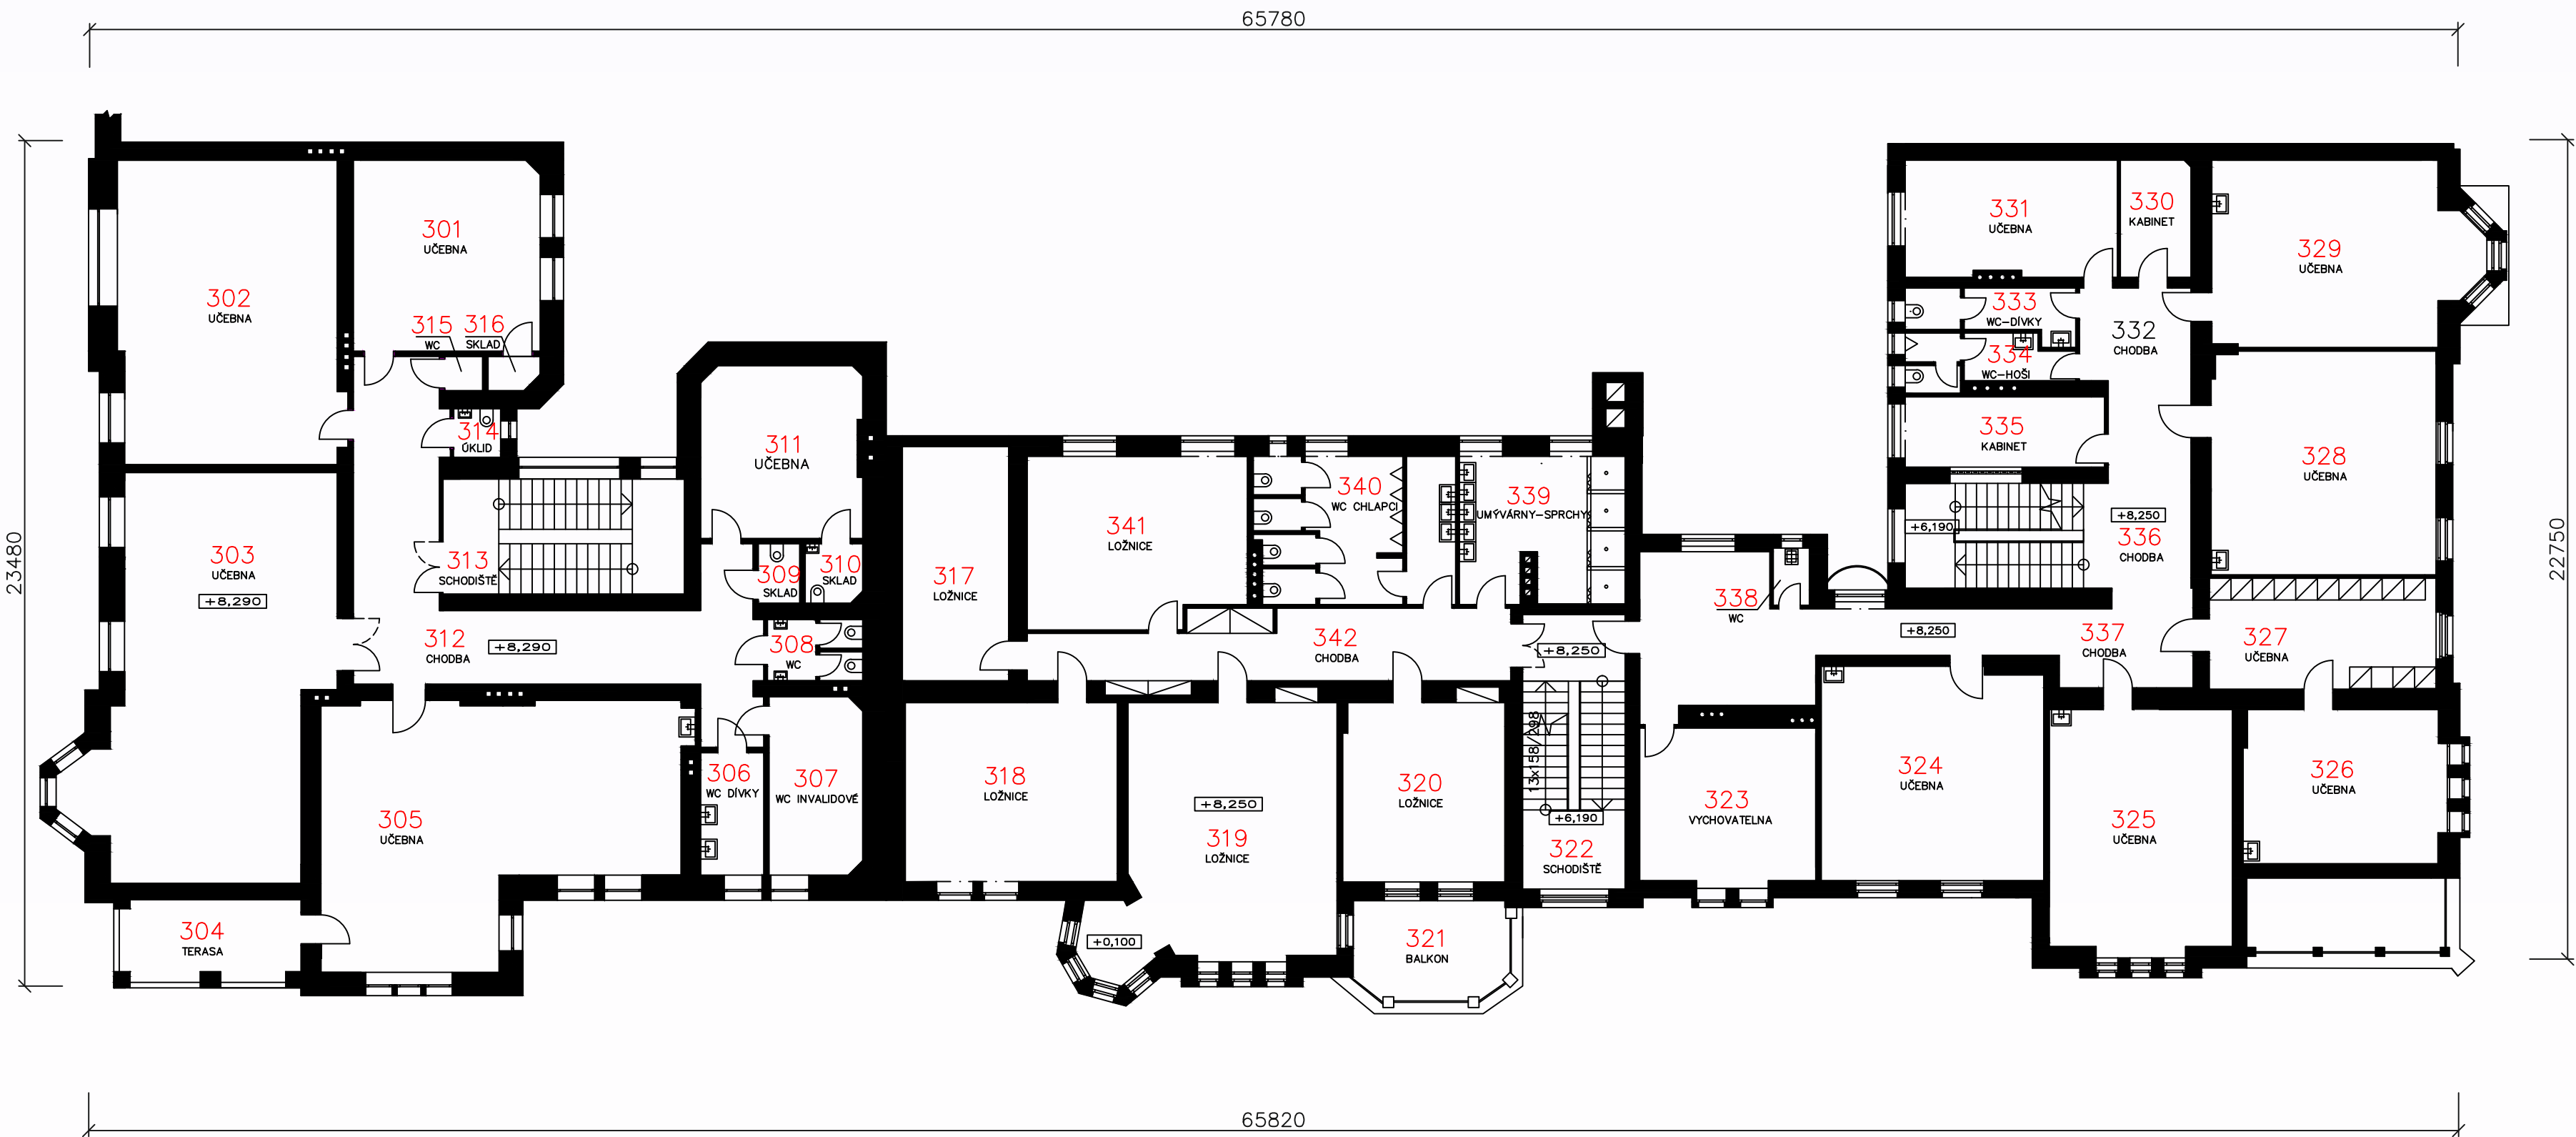 65780
23480
22750
302
UČEBNA
301
UČEBNA
315
WC
316
SKLAD
314
ÚKLID
303
UČEBNA
+8,290
313
SCHODIŠTĚ
312
CHODBA
+8,290
311
UČEBNA
309
SKLAD
310
SKLAD
308
WC
304
TERASA
305
UČEBNA
306
WC DÍVKY
307
WC INVALIDOVÉ
317
LOŽNICE
341
LOŽNICE
340
WC CHLAPCI
339
UMÝVÁRNY-SPRCHY
342
CHODBA
+8,250
318
LOŽNICE
+8,250
319
LOŽNICE
+0,100
320
LOŽNICE
321
BALKON
13x158/298
+6,190
322
SCHODIŠTĚ
338
WC
323
VYCHOVATELNA
324
UČEBNA
+8,250
337
CHODBA
325
UČEBNA
326
UČEBNA
327
UČEBNA
331
UČEBNA
330
KABINET
329
UČEBNA
333
WC-DÍVKY
332
CHODBA
334
WC-HOŠI
335
KABINET
328
UČEBNA
+6,190
+8,250
336
CHODBA
65820